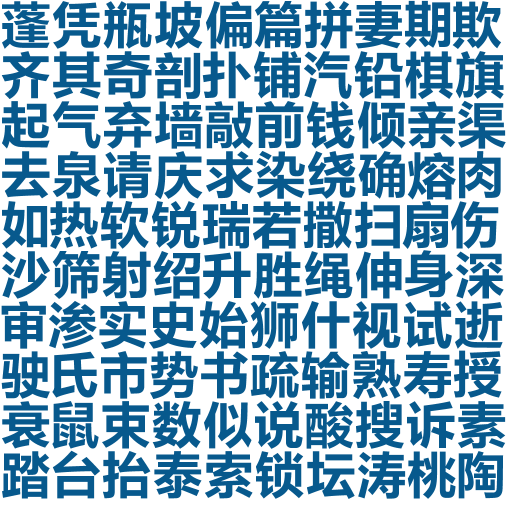 蓬凭瓶坡偏篇拼妻期欺
齐其奇剖扑铺汽铅棋旗
起气弃墙敲前钱倾亲渠
去泉请庆求染绕确熔肉
如热软锐瑞若撒扫扇伤
沙筛射绍升胜绳伸身深
审渗实史始狮什视试逝
驶氏市势书疏输熟寿授
衰鼠束数似说酸搜诉素
踏台抬泰索锁坛涛桃陶